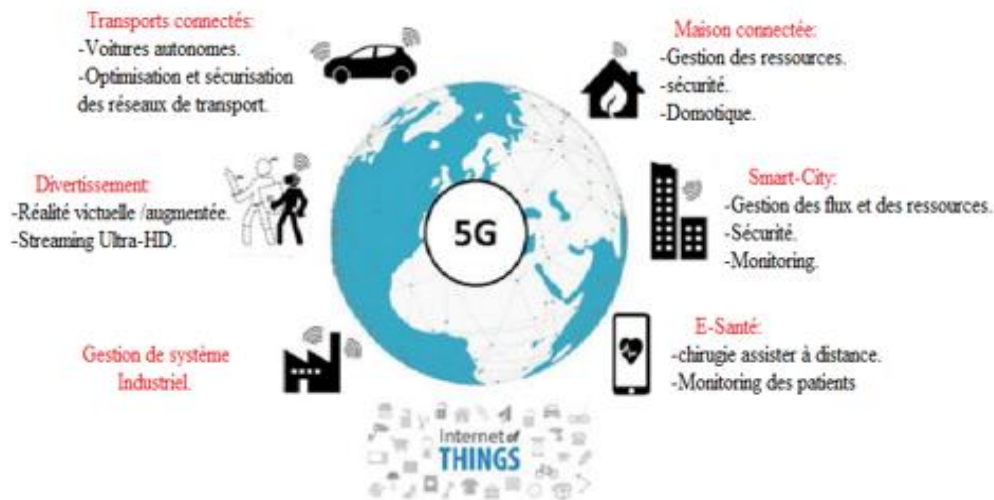 Transports connectés:
-Voitures autonomes.
-Optimisation et sécurisation
des réseaux de transport.
Maison connectée:
-Gestion des ressources.
-sécurité.
-Domotique.
Divertissement:
-Réalité victuelle /augmentée.
-Streaming Ultra-HD.
5G
Smart-City:
-Gestion des flux et des ressources.
-Sécurité.
-Monitoring.
Gestion de système
Industriel.
E-Santé:
-chirugie assister à distance.
-Monitoring des patients
Internet of
THINGS